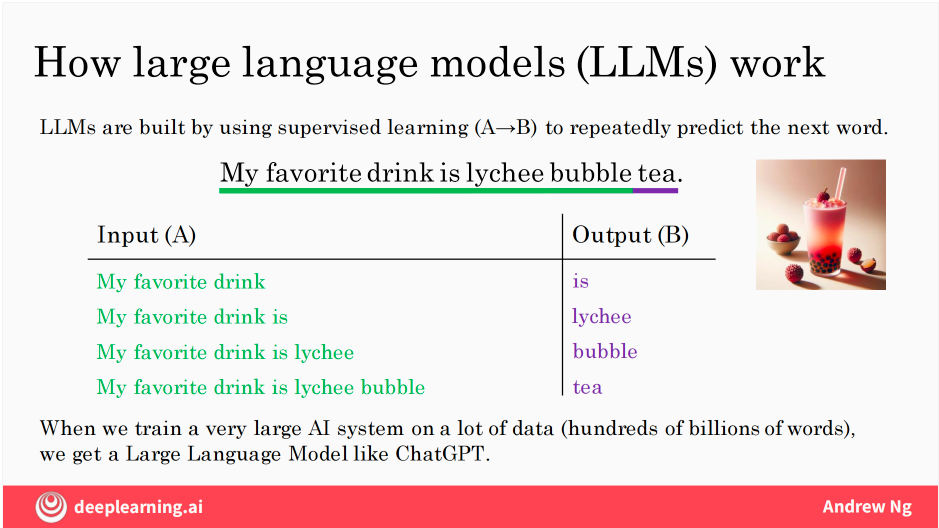 How large language models (LLMs) work
LLMs are built by using supervised learning (A→B) to repeatedly predict the next word.
My favorite drink is lychee bubble tea.
Input (A) Output (B)
My favorite drink is
My favorite drink is lychee
My favorite drink is lychee bubble
My favorite drink is lychee bubble tea
When we train a very large AI system on a lot of data (hundreds of billions of words),
we get a Large Language Model like ChatGPT.
deeplearning.ai Andrew Ng